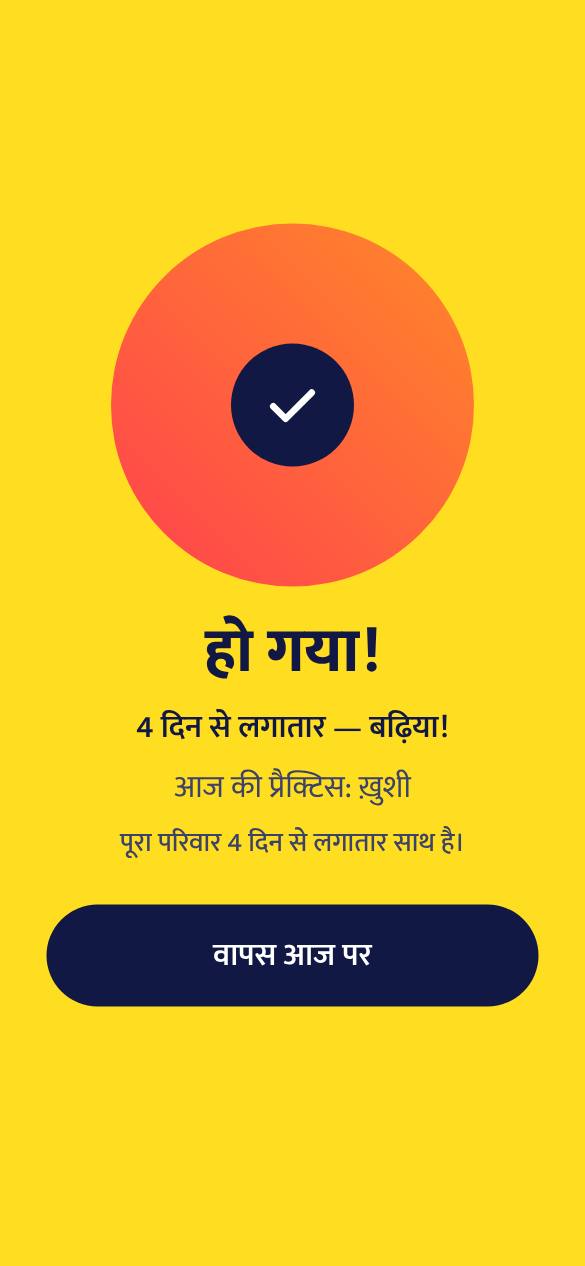 हो गया!
4 दिन से लगातार — बढ़िया!
आज की प्रैक्टिस: ख़ुशी
पूरा परिवार 4 दिन से लगातार साथ है।
वापस आज पर